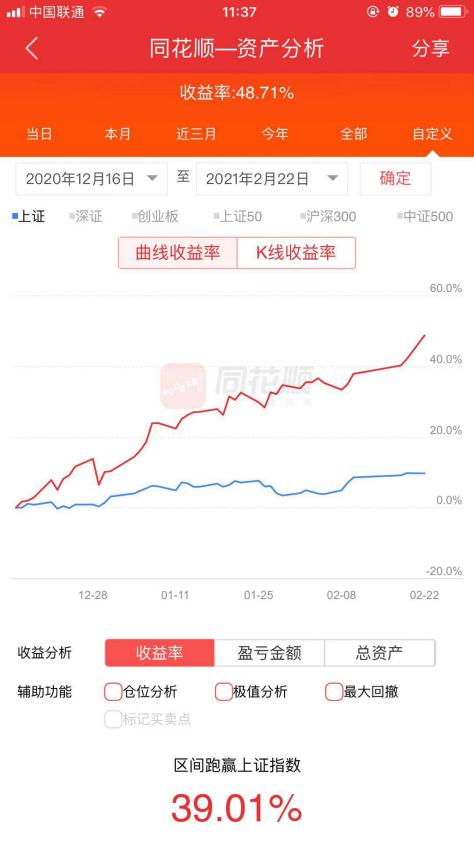 中国联通 11:37 89%
同花顺—资产分析 分享
收益率:48.71%
当日 本月 近三月 今年 全部 自定义
2020年12月16日 至 2021年2月22日 确定
上证 深证 创业板 上证50 沪深300 中证500
曲线收益率 K线收益率
60.0%
40.0%
同花顺
20.0%
0.0%
-20.0%
12-28 01-11 01-25 02-08 02-22
收益分析 收益率 盈亏金额 总资产
辅助功能 仓位分析 极值分析 最大回撤
标记买卖点
区间跑赢上证指数
39.01%